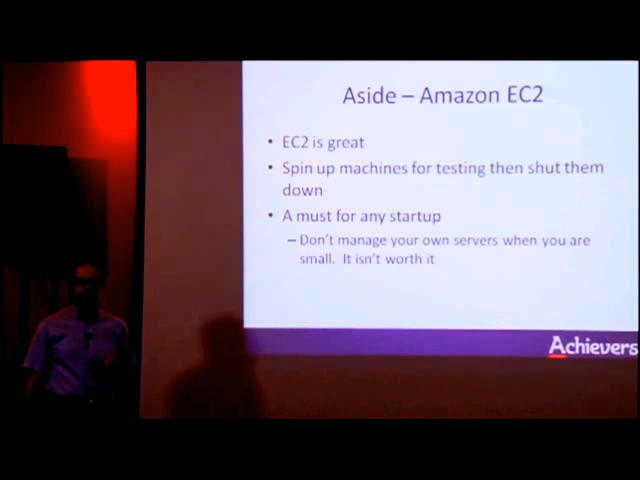 Aside – Amazon EC2
• EC2 is great
• Spin up machines for testing then shut them
down
• A must for any startup
– Don't manage your own servers when you are
small. It isn't worth it
Achievers